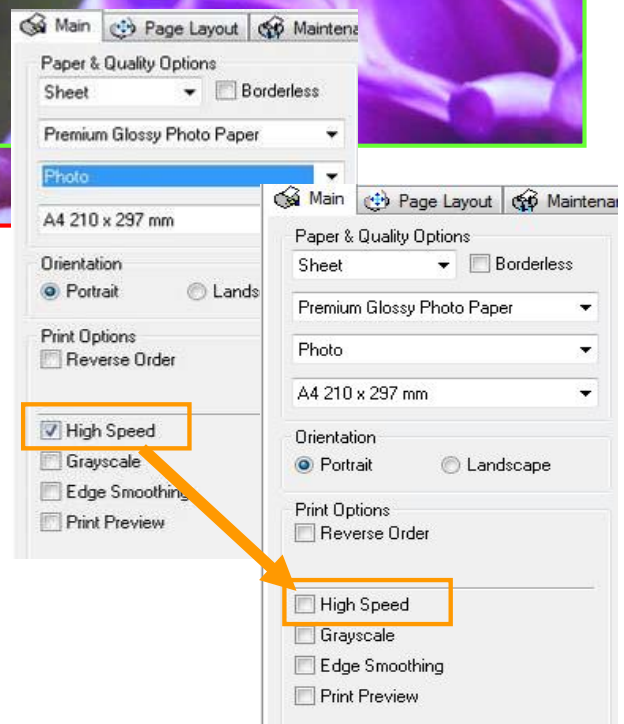 Main Page Layout Maintena
Paper & Quality Options
Sheet Borderless
Premium Glossy Photo Paper
Photo
A4 210 x 297 mm
Orientation
Portrait Lands
Print Options
Reverse Order
High Speed
Grayscale
Edge Smoothing
Print Preview
Main Page Layout Maintenan
Paper & Quality Options
Sheet Borderless
Premium Glossy Photo Paper
Photo
A4 210 x 297 mm
Orientation
Portrait Landscape
Print Options
Reverse Order
High Speed
Grayscale
Edge Smoothing
Print Preview